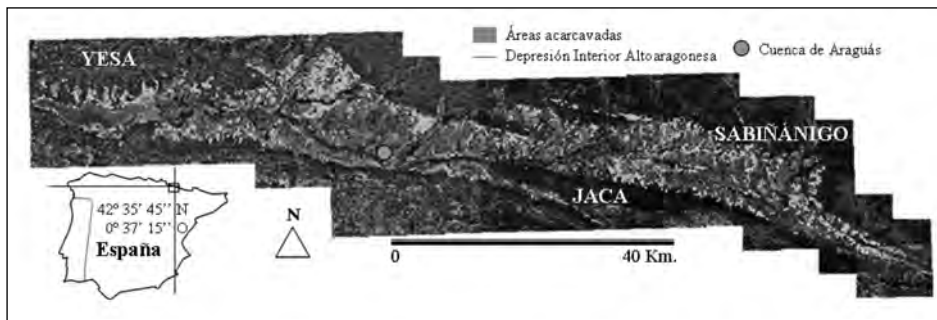 Áreas acarcavadas
Depresión Interior Altoaragonesa
Cuenca de Araguás
YESA
SABIÑÁNIGO
JACA
42º 35' 45'' N
0º 37' 15'' O
España
N
0 40 Km.